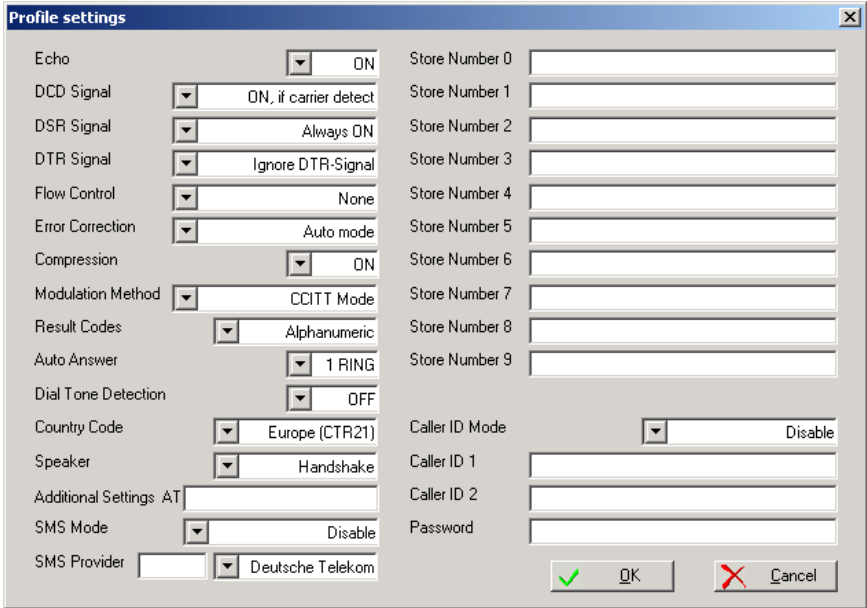 Profile settings
Echo ON
DCD Signal ON, if carrier detect
DSR Signal Always ON
DTR Signal Ignore DTR-Signal
Flow Control None
Error Correction Auto mode
Compression ON
Modulation Method CCITT Mode
Result Codes Alphanumeric
Auto Answer 1 RING
Dial Tone Detection OFF
Country Code Europe (CTR21)
Speaker Handshake
Additional Settings AT
SMS Mode Disable
SMS Provider Deutsche Telekom
Store Number 0
Store Number 1
Store Number 2
Store Number 3
Store Number 4
Store Number 5
Store Number 6
Store Number 7
Store Number 8
Store Number 9
Caller ID Mode Disable
Caller ID 1
Caller ID 2
Password
OK Cancel